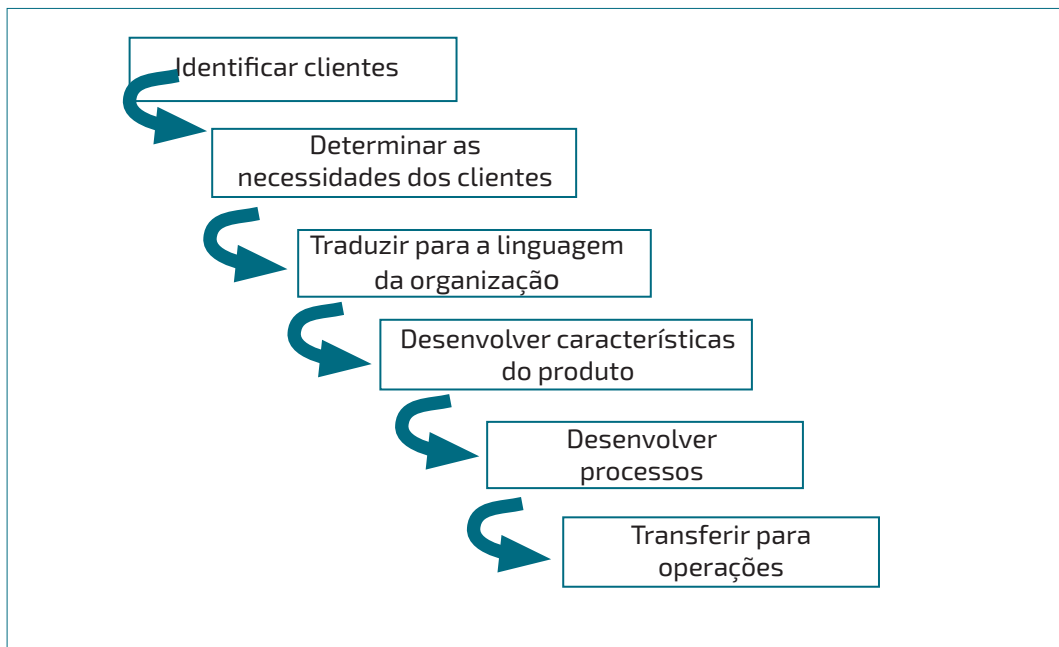 Identificar clientes
Determinar as
necessidades dos clientes
Traduzir para a linguagem
da organização
Desenvolver características
do produto
Desenvolver
processos
Transferir para
operações